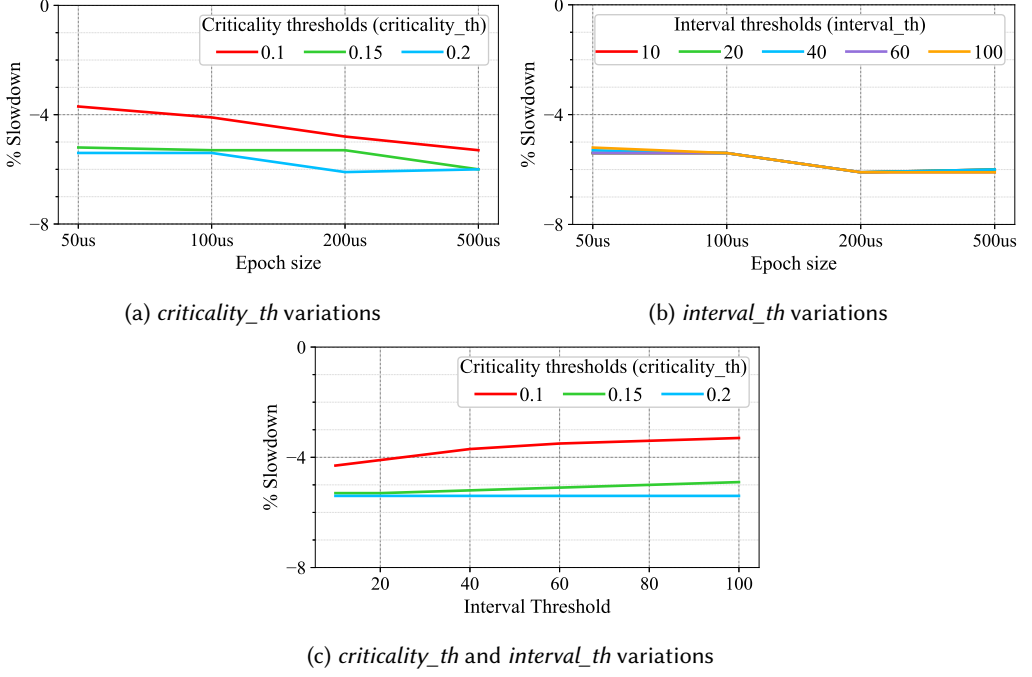 Criticality thresholds (criticality_th)
0.1 0.15 0.2
0
−4
−8
% Slowdown
50us 100us 200us 500us
Epoch size
(a) criticality_th variations
Interval thresholds (interval_th)
10 20 40 60 100
0
−4
−8
% Slowdown
50us 100us 200us 500us
Epoch size
(b) interval_th variations
Criticality thresholds (criticality_th)
0.1 0.15 0.2
0
−4
−8
% Slowdown
20 40 60 80 100
Interval Threshold
(c) criticality_th and interval_th variations